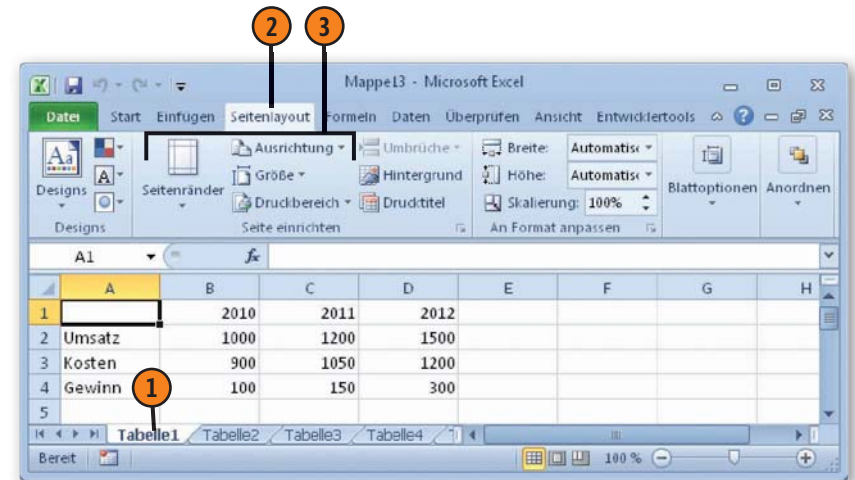 2 3
Mappe13 - Microsoft Excel
Datei Start Einfügen Seitenlayout Formeln Daten Überprüfen Ansicht Entwicklertools
Aa Ausrichtung Umbrüche Breite: Automatisc
A Größe Hintergrund Höhe: Automatisc
Designs Seitenränder Druckbereich Drucktitel Skalierung: 100% Blattoptionen Anordnen
Designs Seite einrichten An Format anpassen
A1 fx
A B C D E F G H
1 2010 2011 2012
2 Umsatz 1000 1200 1500
3 Kosten 900 1050 1200
4 Gewinn 100 150 300
1
5
Tabelle1 Tabelle2 Tabelle3 Tabelle4
Bereit 100 %